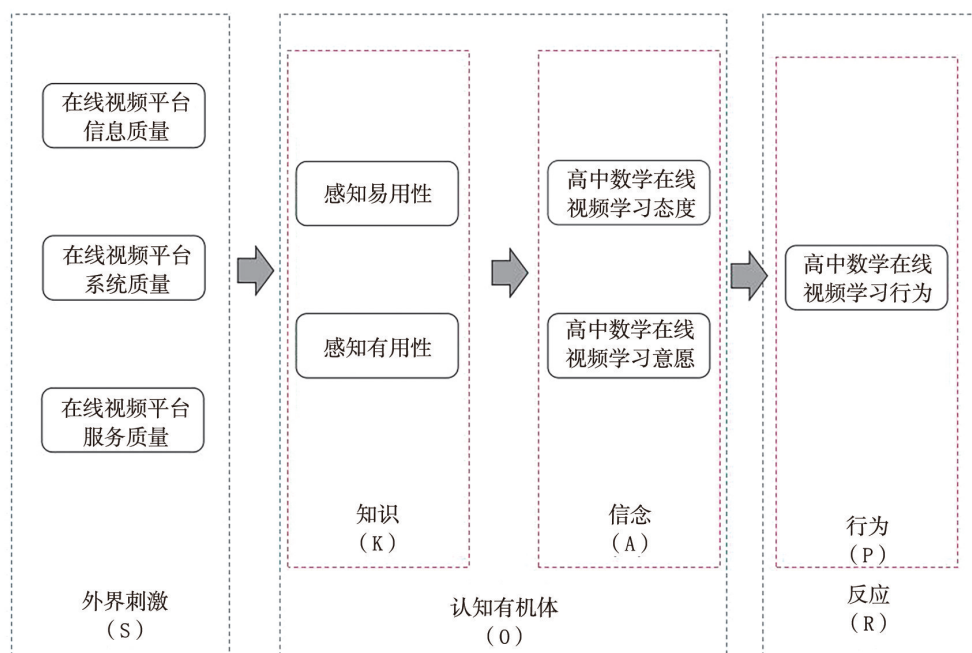 在线视频平台
信息质量
在线视频平台
系统质量
在线视频平台
服务质量
外界刺激
（S）
感知易用性
感知有用性
知识
（K）
高中数学在线
视频学习态度
高中数学在线
视频学习意愿
信念
（A）
认知有机体
（O）
高中数学在线
视频学习行为
行为
（P）
反应
（R）